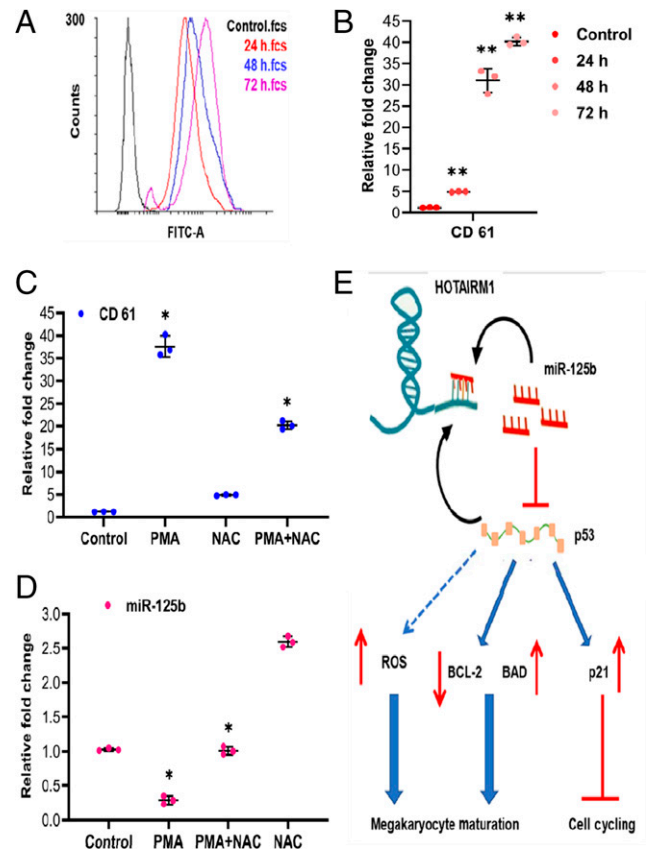 A
300
Counts
Control.fcs
24 h.fcs
48 h.fcs
72 h.fcs
FITC-A
B
Relative fold change
45
40
35
30
25
20
15
10
5
0
**
**
**
CD 61
Control
24 h
48 h
72 h
C
Relative fold change
45
40
35
30
25
20
15
10
5
0
CD 61
*
*
Control PMA NAC PMA+NAC
D
Relative fold change
3.0
2.5
2.0
1.5
1.0
0.5
0.0
miR-125b
*
*
Control PMA PMA+NAC NAC
E
HOTAIRM1
miR-125b
p53
ROS BCL-2 BAD p21
Megakaryocyte maturation Cell cycling